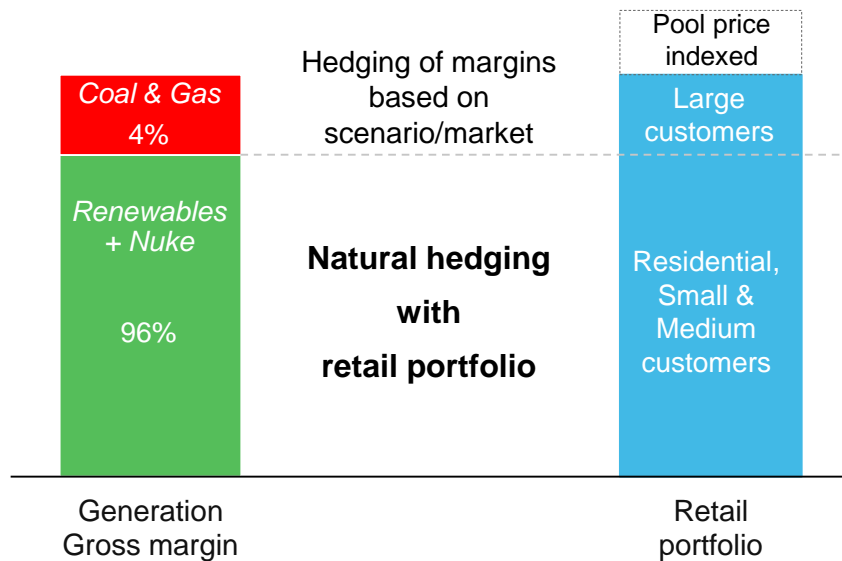 Coal & Gas
4%
Renewables
+ Nuke
96%
Generation
Gross margin
Hedging of margins
based on
scenario/market
Natural hedging
with
retail portfolio
Pool price
indexed
Large
customers
Residential,
Small &
Medium
customers
Retail
portfolio